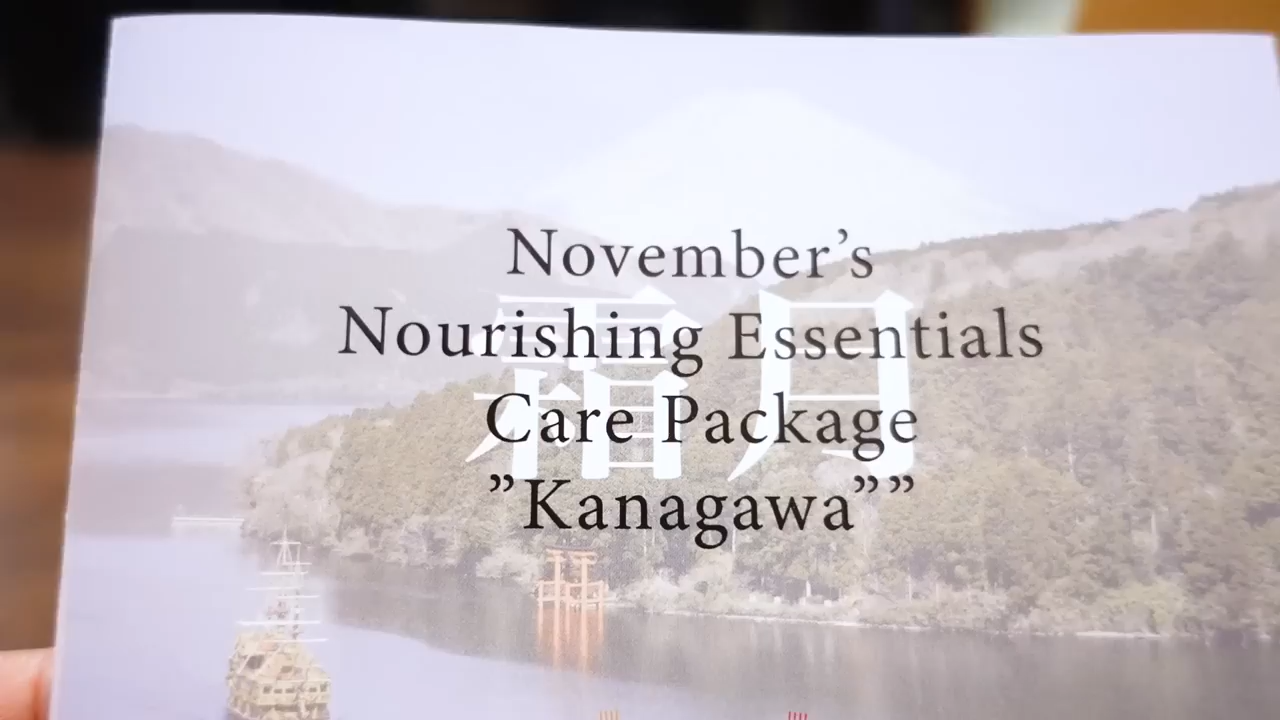 November’s
Nourishing Essentials
霜月
Care Package
”Kanagawa””